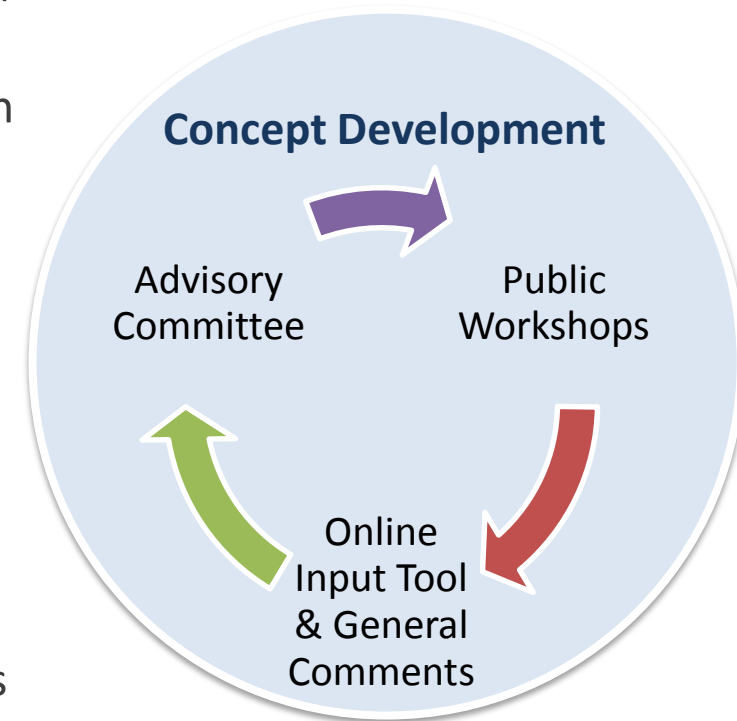 Concept Development
Advisory
Committee
Public
Workshops
Online
Input Tool
& General
Comments